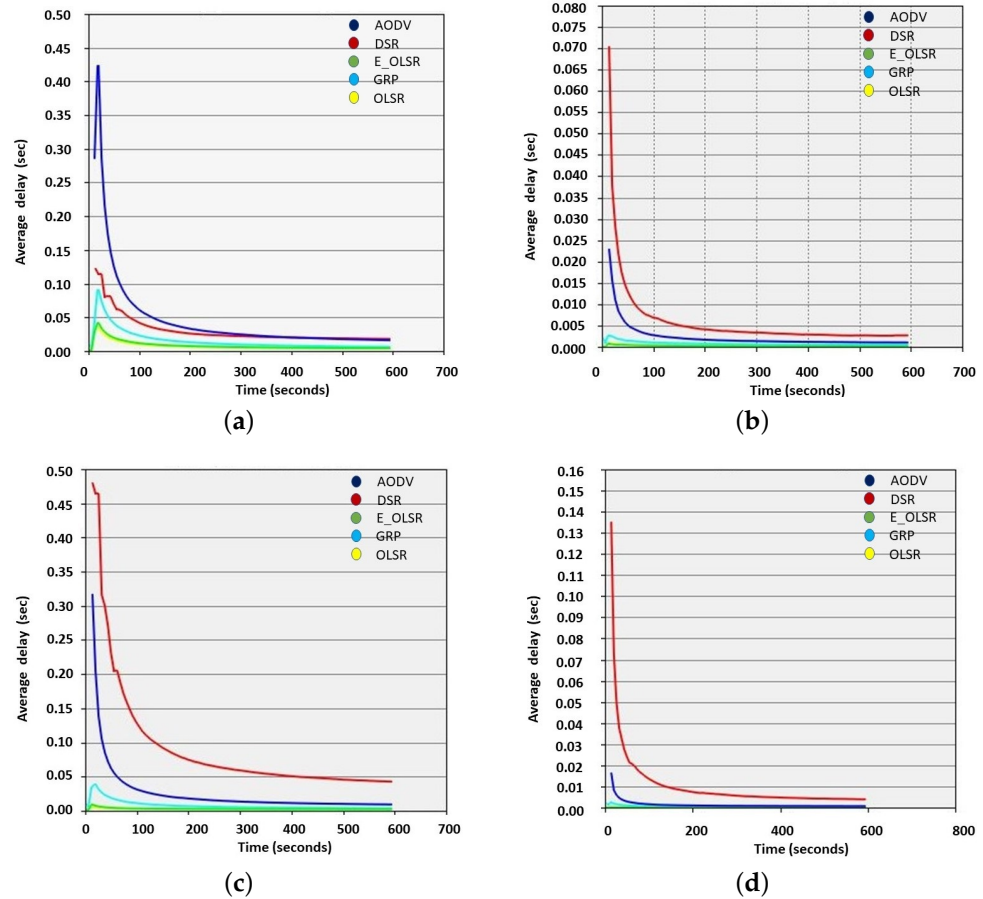 0.50
0.45
0.40
0.35
0.30
0.25
0.20
0.15
0.10
0.05
0.00
Average delay (sec)
AODV
DSR
E_OLSR
GRP
OLSR
0 100 200 300 400 500 600 700
Time (seconds)
(a)
0.080
0.075
0.070
0.065
0.060
0.055
0.050
0.045
0.040
0.035
0.030
0.025
0.020
0.015
0.010
0.005
0.000
Average delay (sec)
AODV
DSR
E_OLSR
GRP
OLSR
0 100 200 300 400 500 600 700
Time (seconds)
(b)
0.50
0.45
0.40
0.35
0.30
0.25
0.20
0.15
0.10
0.05
0.00
Average delay (sec)
AODV
DSR
E_OLSR
GRP
OLSR
0 100 200 300 400 500 600 700
Time (seconds)
(c)
0.16
0.15
0.14
0.13
0.12
0.11
0.10
0.09
0.08
0.07
0.06
0.05
0.04
0.03
0.02
0.01
0.00
Average delay (sec)
AODV
DSR
E_OLSR
GRP
OLSR
0 200 400 600 800
Time (seconds)
(d)